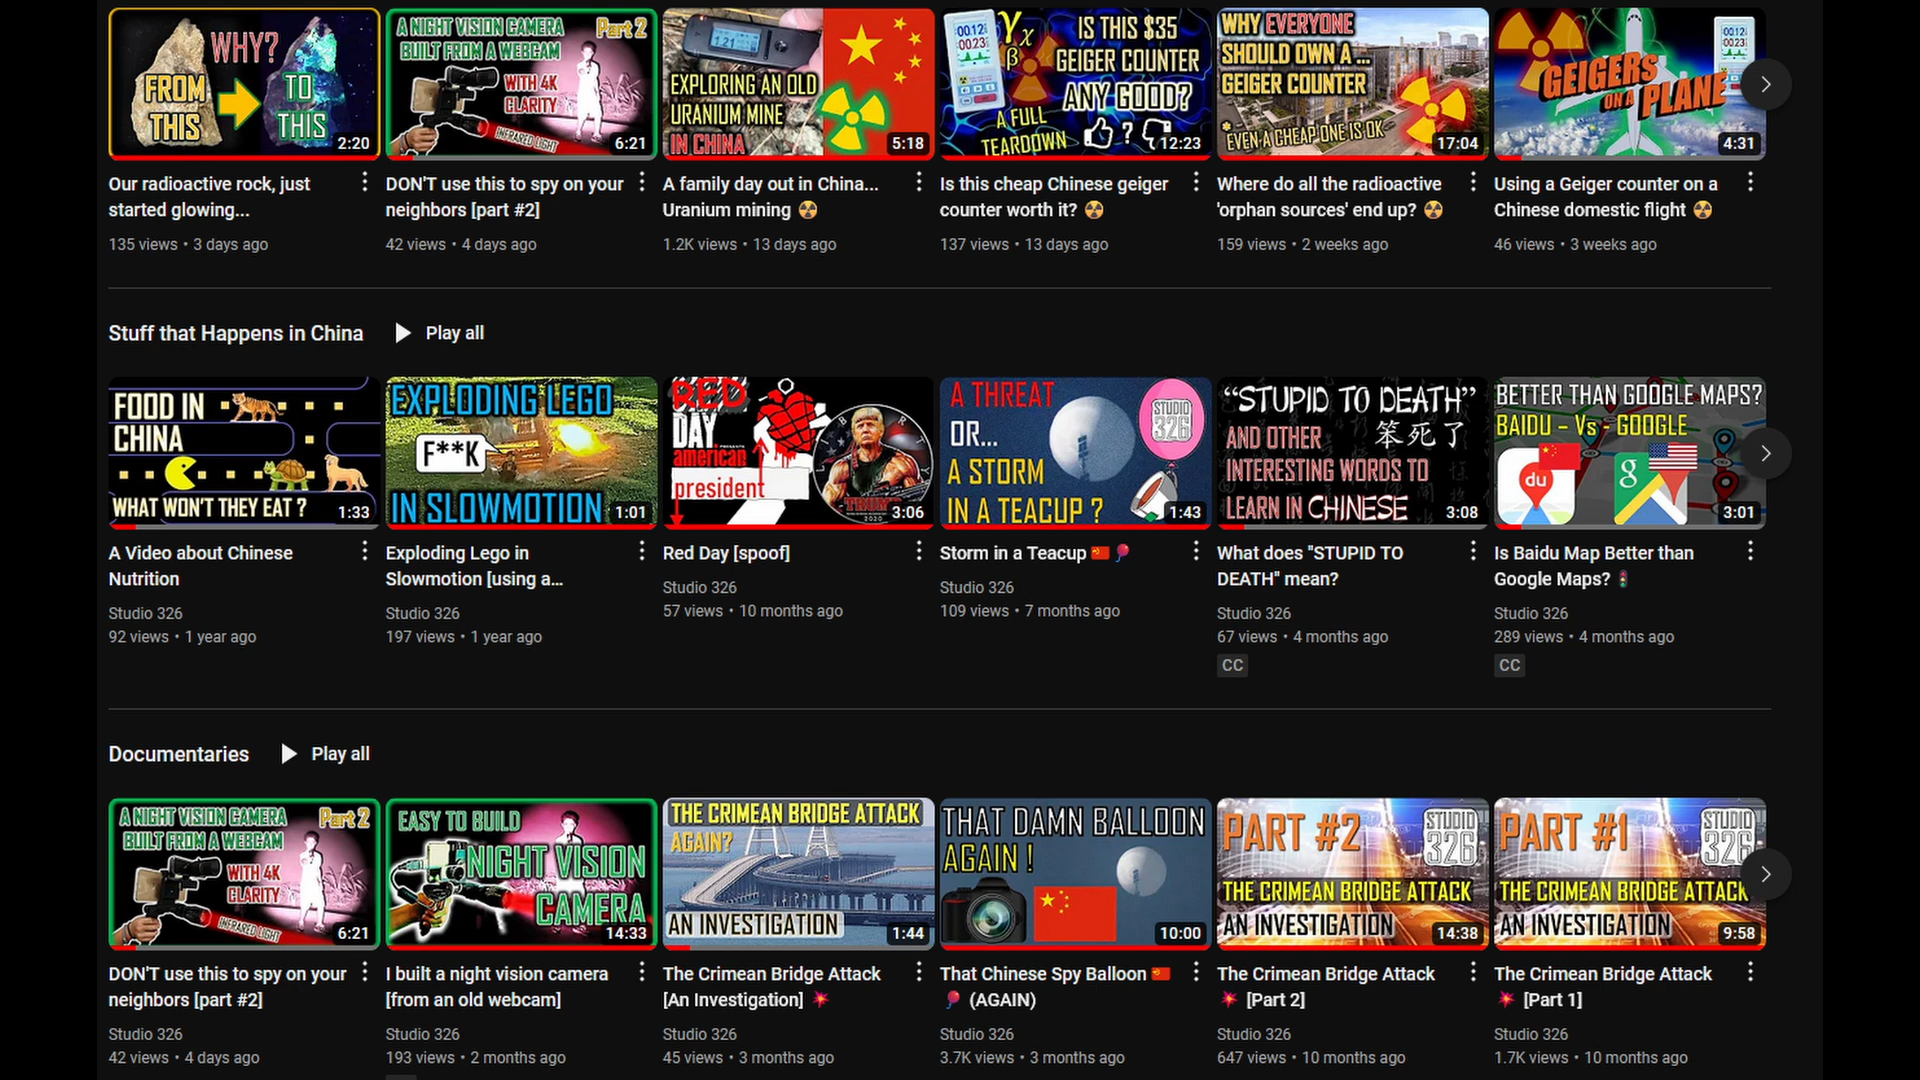 WHY?
FROM
THIS
TO
THIS
2:20
A NIGHT VISION CAMERA
BUILT FROM A WEBCAM
Part 2
WITH 4K
CLARITY
INFRARED LIGHT
6:21
1.21
EXPLORING AN OLD
URANIUM MINE
IN CHINA
5:18
00.12
00.23
γ χ
β
IS THIS $35
GEIGER COUNTER
ANY GOOD?
A FULL
TEARDOWN
?
12:23
WHY EVERYONE
SHOULD OWN A...
GEIGER COUNTER
*EVEN A CHEAP ONE IS OK
17:04
GEIGERS
ON A PLANE
00.12
00.23
4:31
Our radioactive rock, just
started glowing...
135 views • 3 days ago
DON'T use this to spy on your
neighbors [part #2]
42 views • 4 days ago
A family day out in China...
Uranium mining ☢
1.2K views • 13 days ago
Is this cheap Chinese geiger
counter worth it? ☢
137 views • 13 days ago
Where do all the radioactive
'orphan sources' end up? ☢
159 views • 2 weeks ago
Using a Geiger counter on a
Chinese domestic flight ☢
46 views • 3 weeks ago
Stuff that Happens in China
Play all
FOOD IN
CHINA
WHAT WON'T THEY EAT ?
1:33
EXPLODING LEGO
F**K
IN SLOWMOTION
1:01
RED
DAY
american
president
TRUMP
2020
3:06
A THREAT
OR...
A STORM
IN A TEACUP ?
STUDIO
326
1:43
“STUPID TO DEATH”
AND OTHER 笨死了
INTERESTING WORDS TO
LEARN IN CHINESE
3:08
BETTER THAN GOOGLE MAPS?
BAIDU - Vs - GOOGLE
du
g
3:01
A Video about Chinese
Nutrition
Studio 326
92 views • 1 year ago
Exploding Lego in
Slowmotion [using a...
Studio 326
197 views • 1 year ago
Red Day [spoof]
Studio 326
57 views • 10 months ago
Storm in a Teacup 🇨🇳🎈
Studio 326
109 views • 7 months ago
What does "STUPID TO
DEATH" mean?
Studio 326
67 views • 4 months ago
CC
Is Baidu Map Better than
Google Maps? 🚦
Studio 326
289 views • 4 months ago
CC
Documentaries
Play all
A NIGHT VISION CAMERA
BUILT FROM A WEBCAM
Part 2
WITH 4K
CLARITY
INFRARED LIGHT
6:21
EASY TO BUILD
NIGHT VISION
CAMERA
14:33
THE CRIMEAN BRIDGE ATTACK
AGAIN?
AN INVESTIGATION
1:44
THAT DAMN BALLOON
AGAIN !
10:00
PART #2
STUDIO
326
THE CRIMEAN BRIDGE ATTACK
AN INVESTIGATION
14:38
PART #1
STUDIO
326
THE CRIMEAN BRIDGE ATTACK
AN INVESTIGATION
9:58
DON'T use this to spy on your
neighbors [part #2]
Studio 326
42 views • 4 days ago
I built a night vision camera
[from an old webcam]
Studio 326
193 views • 2 months ago
The Crimean Bridge Attack
[An Investigation] 💥
Studio 326
45 views • 3 months ago
That Chinese Spy Balloon 🇨🇳
🎈 (AGAIN)
Studio 326
3.7K views • 3 months ago
The Crimean Bridge Attack
💥 [Part 2]
Studio 326
647 views • 10 months ago
The Crimean Bridge Attack
💥 [Part 1]
Studio 326
1.7K views • 10 months ago